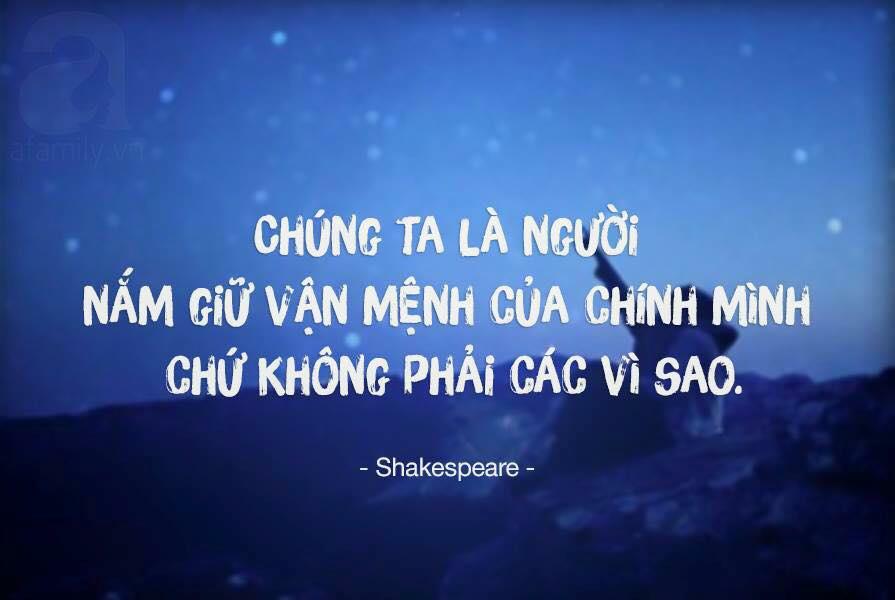 a
afamily.vn
CHÚNG TA LÀ NGƯỜI
NẮM GIỮ VẬN MỆNH CỦA CHÍNH MÌNH
CHỨ KHÔNG PHẢI CÁC VÌ SAO.
- Shakespeare -